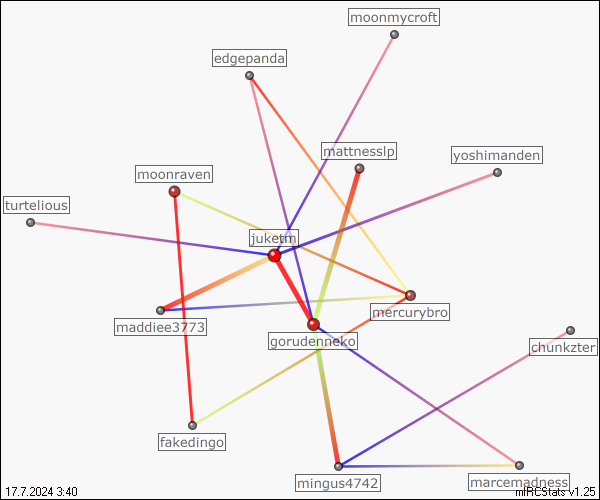 moonmycroft
edgepanda
mattnesslp
yoshimanden
moonraven
turtelious
juketm
mercurybro
maddiee3773
gorudenneko
chunkzter
fakedingo
marcemadness
mingus4742
17.7.2024 3:40
mIRCStats v1.25